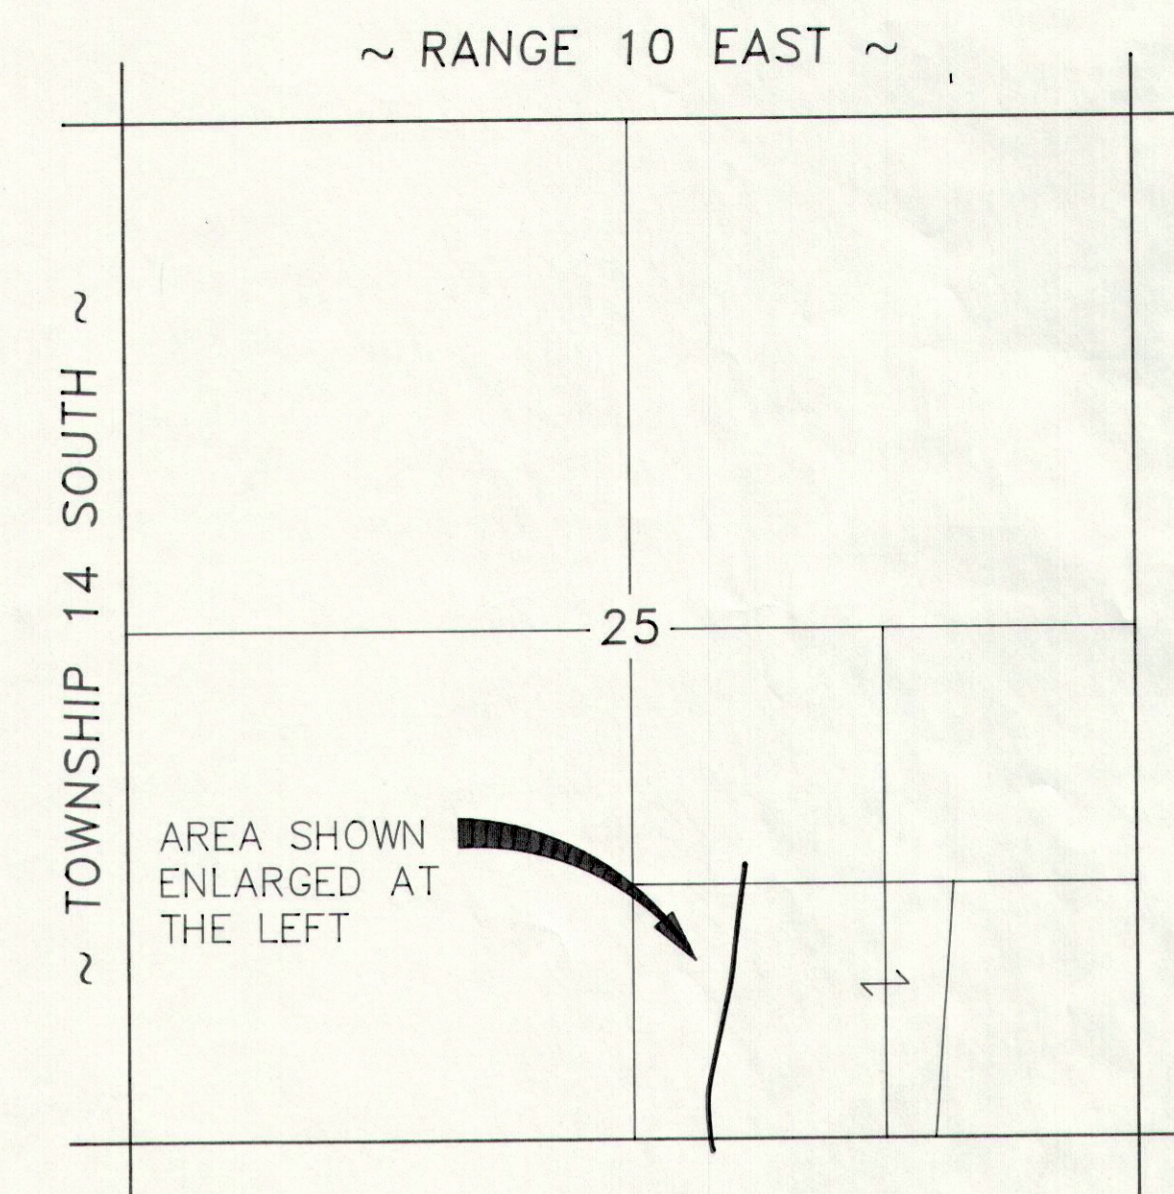 ~ RANGE 10 EAST ~
~ TOWNSHIP 14 SOUTH ~
25
AREA SHOWN
ENLARGED AT
THE LEFT